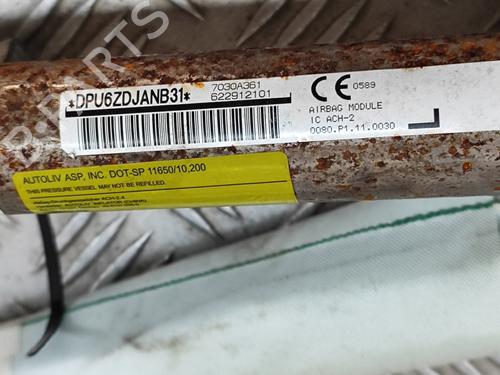 *DPU6ZDJANB31*
7030A361
622912101
CE 0589
AIRBAG MODULE
IC ACH-2
0080.P1.11.0030
AUTOLIV ASP, INC. DOT-SP 11650/10,200
THIS PRESSURE VESSEL MAY NOT BE REFILLED.